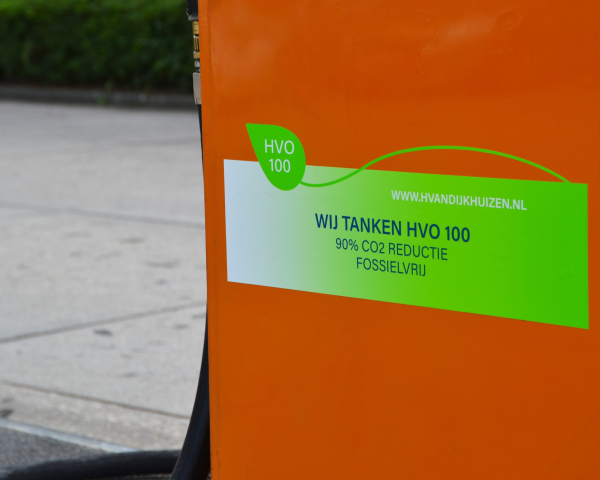 HVO
100
WWW.HVANDIJKHUIZEN.NL
WIJ TANKEN HVO 100
90% CO2 REDUCTIE
FOSSIELVRIJ